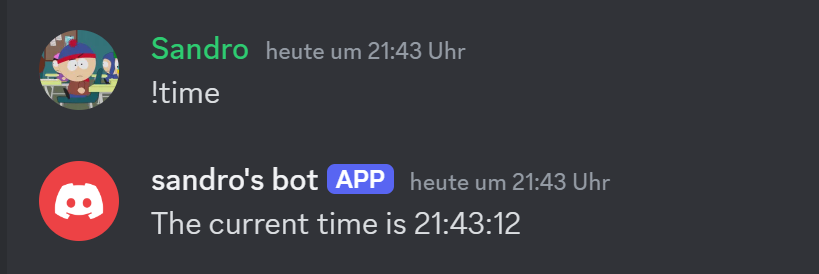 Sandro heute um 21:43 Uhr
!time
sandro's bot APP heute um 21:43 Uhr
The current time is 21:43:12